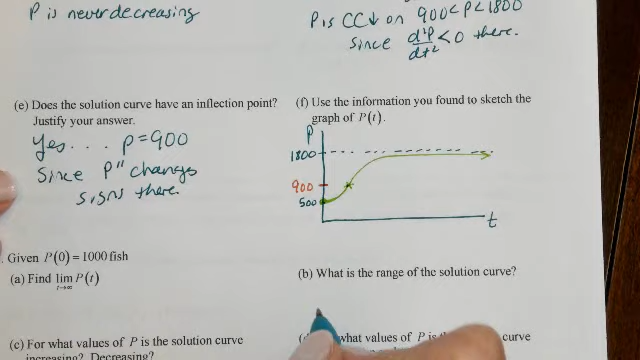 P is never decreasing
P is CC↓ on 900<P<1800
since d²P/dt² <0 there.
(e) Does the solution curve have an inflection point?
Justify your answer.
Yes.... P=900
Since P" changes
signs there.
(f) Use the information you found to sketch the
graph of P(t).
P
1800
900
500
t
Given P(0) = 1000 fish
(a) Find lim P(t)
t→∞
(b) What is the range of the solution curve?
(c) For what values of P is the solution curve
increasing? Decreasing?
what values of P is
curve